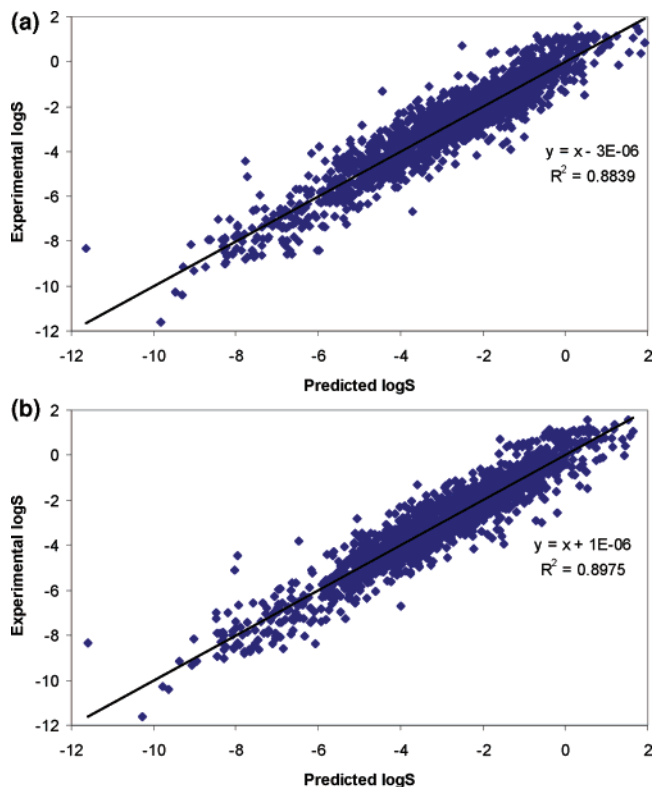 (a)
2
0
-2
-4
-6
-8
-10
-12
Experimental logS
y = x - 3E-06
R² = 0.8839
-12 -10 -8 -6 -4 -2 0 2
Predicted logS
(b)
2
0
-2
-4
-6
-8
-10
-12
Experimental logS
y = x + 1E-06
R² = 0.8975
-12 -10 -8 -6 -4 -2 0 2
Predicted logS